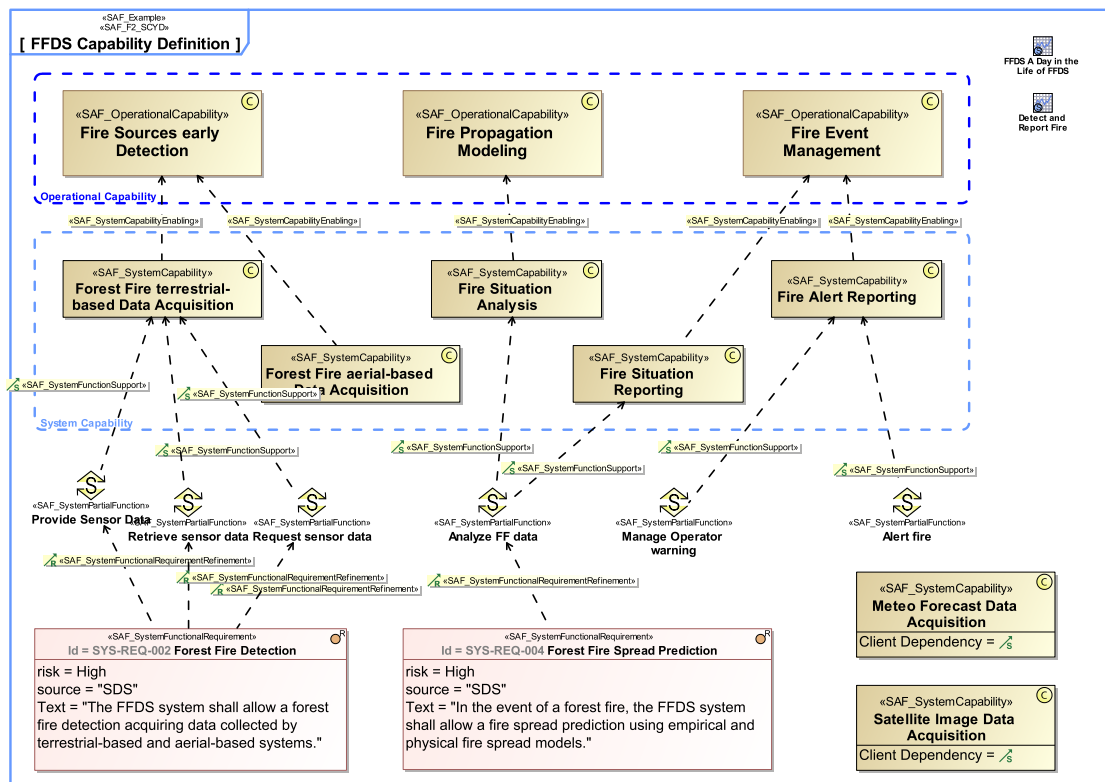 «SAF_Example»
«SAF_F2_SCYD»
[ FFDS Capability Definition ]
FFDS A Day in the
Life of FFDS
Detect and
Report Fire
C
«SAF_OperationalCapability»
Fire Sources early
Detection
C
«SAF_OperationalCapability»
Fire Propagation
Modeling
C
«SAF_OperationalCapability»
Fire Event
Management
Operational Capability
«SAF_SystemCapabilityEnabling»
«SAF_SystemCapabilityEnabling»
«SAF_SystemCapabilityEnabling»
«SAF_SystemCapabilityEnabling»
«SAF_SystemCapabilityEnabling»
C
«SAF_SystemCapability»
Forest Fire terrestrial-
based Data Acquisition
C
«SAF_SystemCapability»
Fire Situation
Analysis
C
«SAF_SystemCapability»
Fire Alert Reporting
C
«SAF_SystemCapability»
Forest Fire aerial-based
Data Acquisition
C
«SAF_SystemCapability»
Fire Situation
Reporting
S «SAF_SystemFunctionSupport»
S «SAF_SystemFunctionSupport»
System Capability
S «SAF_SystemFunctionSupport»
S «SAF_SystemFunctionSupport»
S «SAF_SystemFunctionSupport»
S «SAF_SystemFunctionSupport»
S «SAF_SystemFunctionSupport»
S
«SAF_SystemPartialFunction»
Provide Sensor Data
S
«SAF_SystemPartialFunction»
Retrieve sensor data
S
«SAF_SystemPartialFunction»
Request sensor data
S
«SAF_SystemPartialFunction»
Analyze FF data
S
«SAF_SystemPartialFunction»
Manage Operator
warning
S
«SAF_SystemPartialFunction»
Alert fire
R «SAF_SystemFunctionalRequirementRefinement»
R «SAF_SystemFunctionalRequirementRefinement»
R «SAF_SystemFunctionalRequirementRefinement»
R «SAF_SystemFunctionalRequirementRefinement»
R
«SAF_SystemFunctionalRequirement»
Id = SYS-REQ-002 Forest Fire Detection
risk = High
source = "SDS"
Text = "The FFDS system shall allow a forest
fire detection acquiring data collected by
terrestrial-based and aerial-based systems."
R
«SAF_SystemFunctionalRequirement»
Id = SYS-REQ-004 Forest Fire Spread Prediction
risk = High
source = "SDS"
Text = "In the event of a forest fire, the FFDS system
shall allow a fire spread prediction using empirical and
physical fire spread models."
C
«SAF_SystemCapability»
Meteo Forecast Data
Acquisition
Client Dependency = S
C
«SAF_SystemCapability»
Satellite Image Data
Acquisition
Client Dependency = S